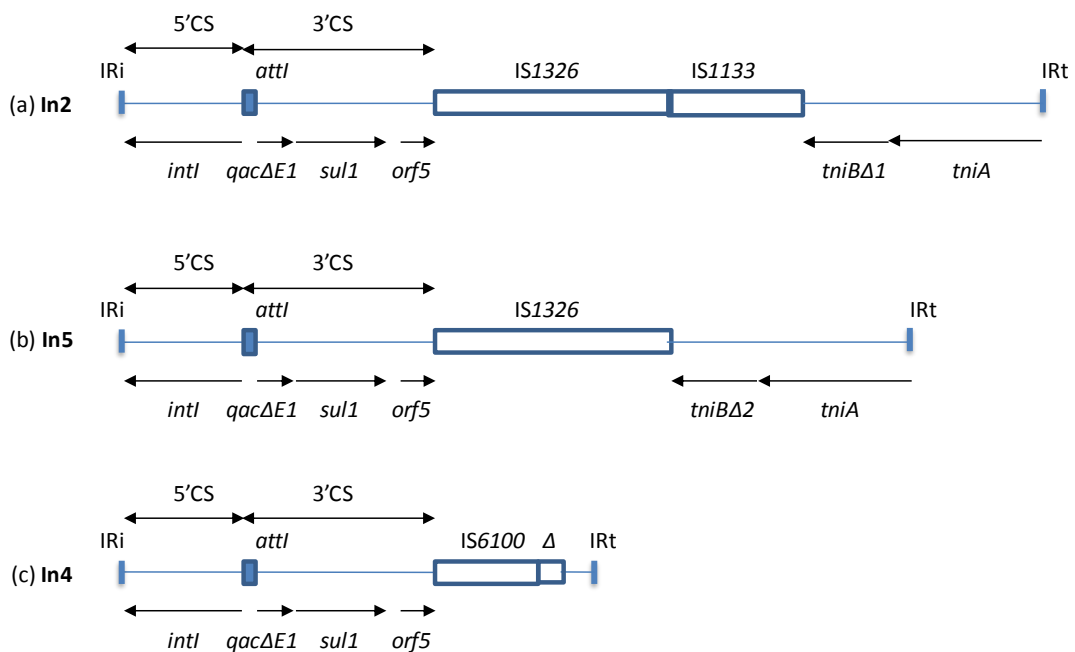 5'CS 3'CS
IRi attI IS1326 IS1133 IRt
(a) In2
intI qacΔE1 sul1 orf5 tniBΔ1 tniA
5'CS 3'CS
IRi attI IS1326 IRt
(b) In5
intI qacΔE1 sul1 orf5 tniBΔ2 tniA
5'CS 3'CS
IRi attI IS6100 Δ IRt
(c) In4
intI qacΔE1 sul1 orf5